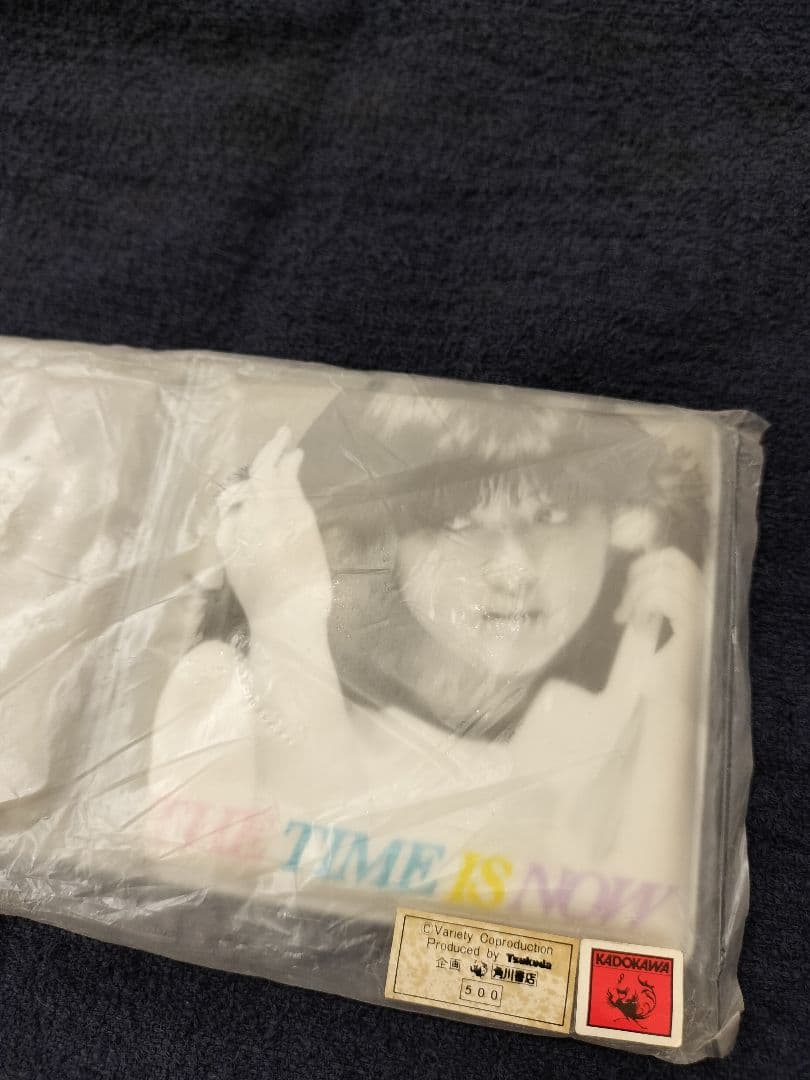 THE TIME IS NOW
©Variety Coproduction
Produced by Tsukuda
企画 角川書店
500
KADOKAWA